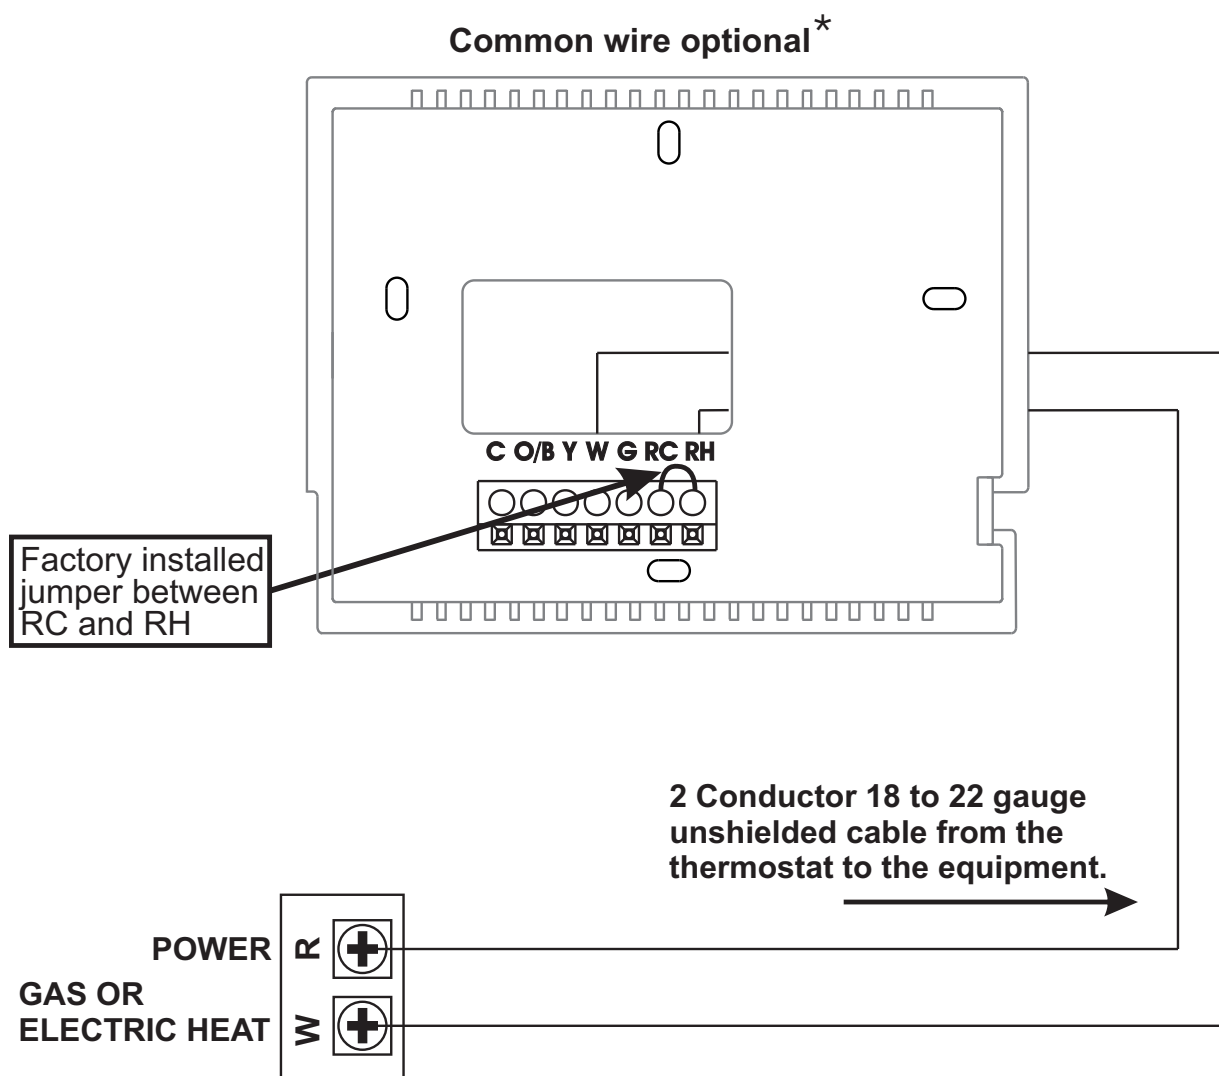 Common wire optional*
C O/B Y W G RC RH
Factory installed
jumper between
RC and RH
2 Conductor 18 to 22 gauge
unshielded cable from the
thermostat to the equipment.
POWER R
GAS OR
ELECTRIC HEAT W